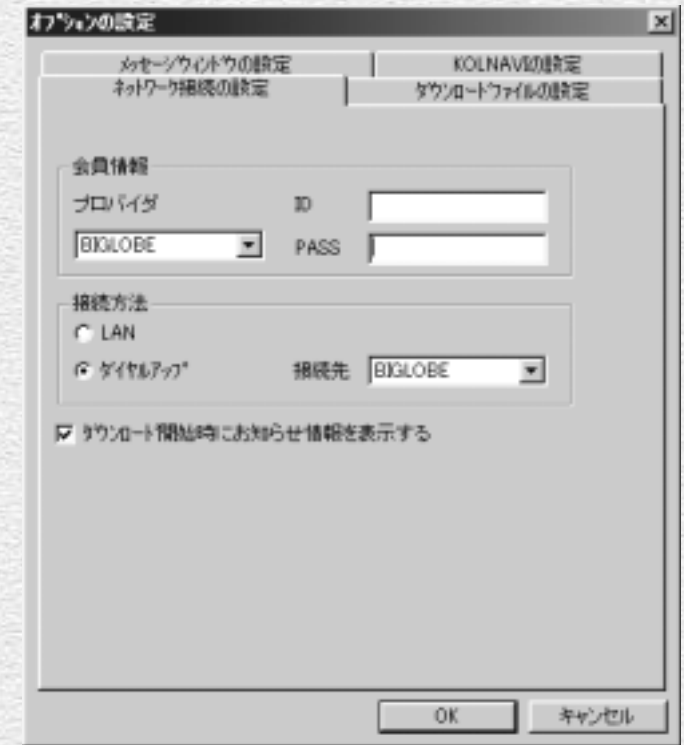 オプションの設定
メッセージウィンドウの設定
KOLNAVIの設定
ネットワーク接続の設定
ダウンロードファイルの設定
会員情報
プロバイダ
ID
BIGLOBE
PASS
接続方法
LAN
ダイヤルアップ
接続先
BIGLOBE
ダウンロード開始時にお知らせ情報を表示する
OK
キャンセル